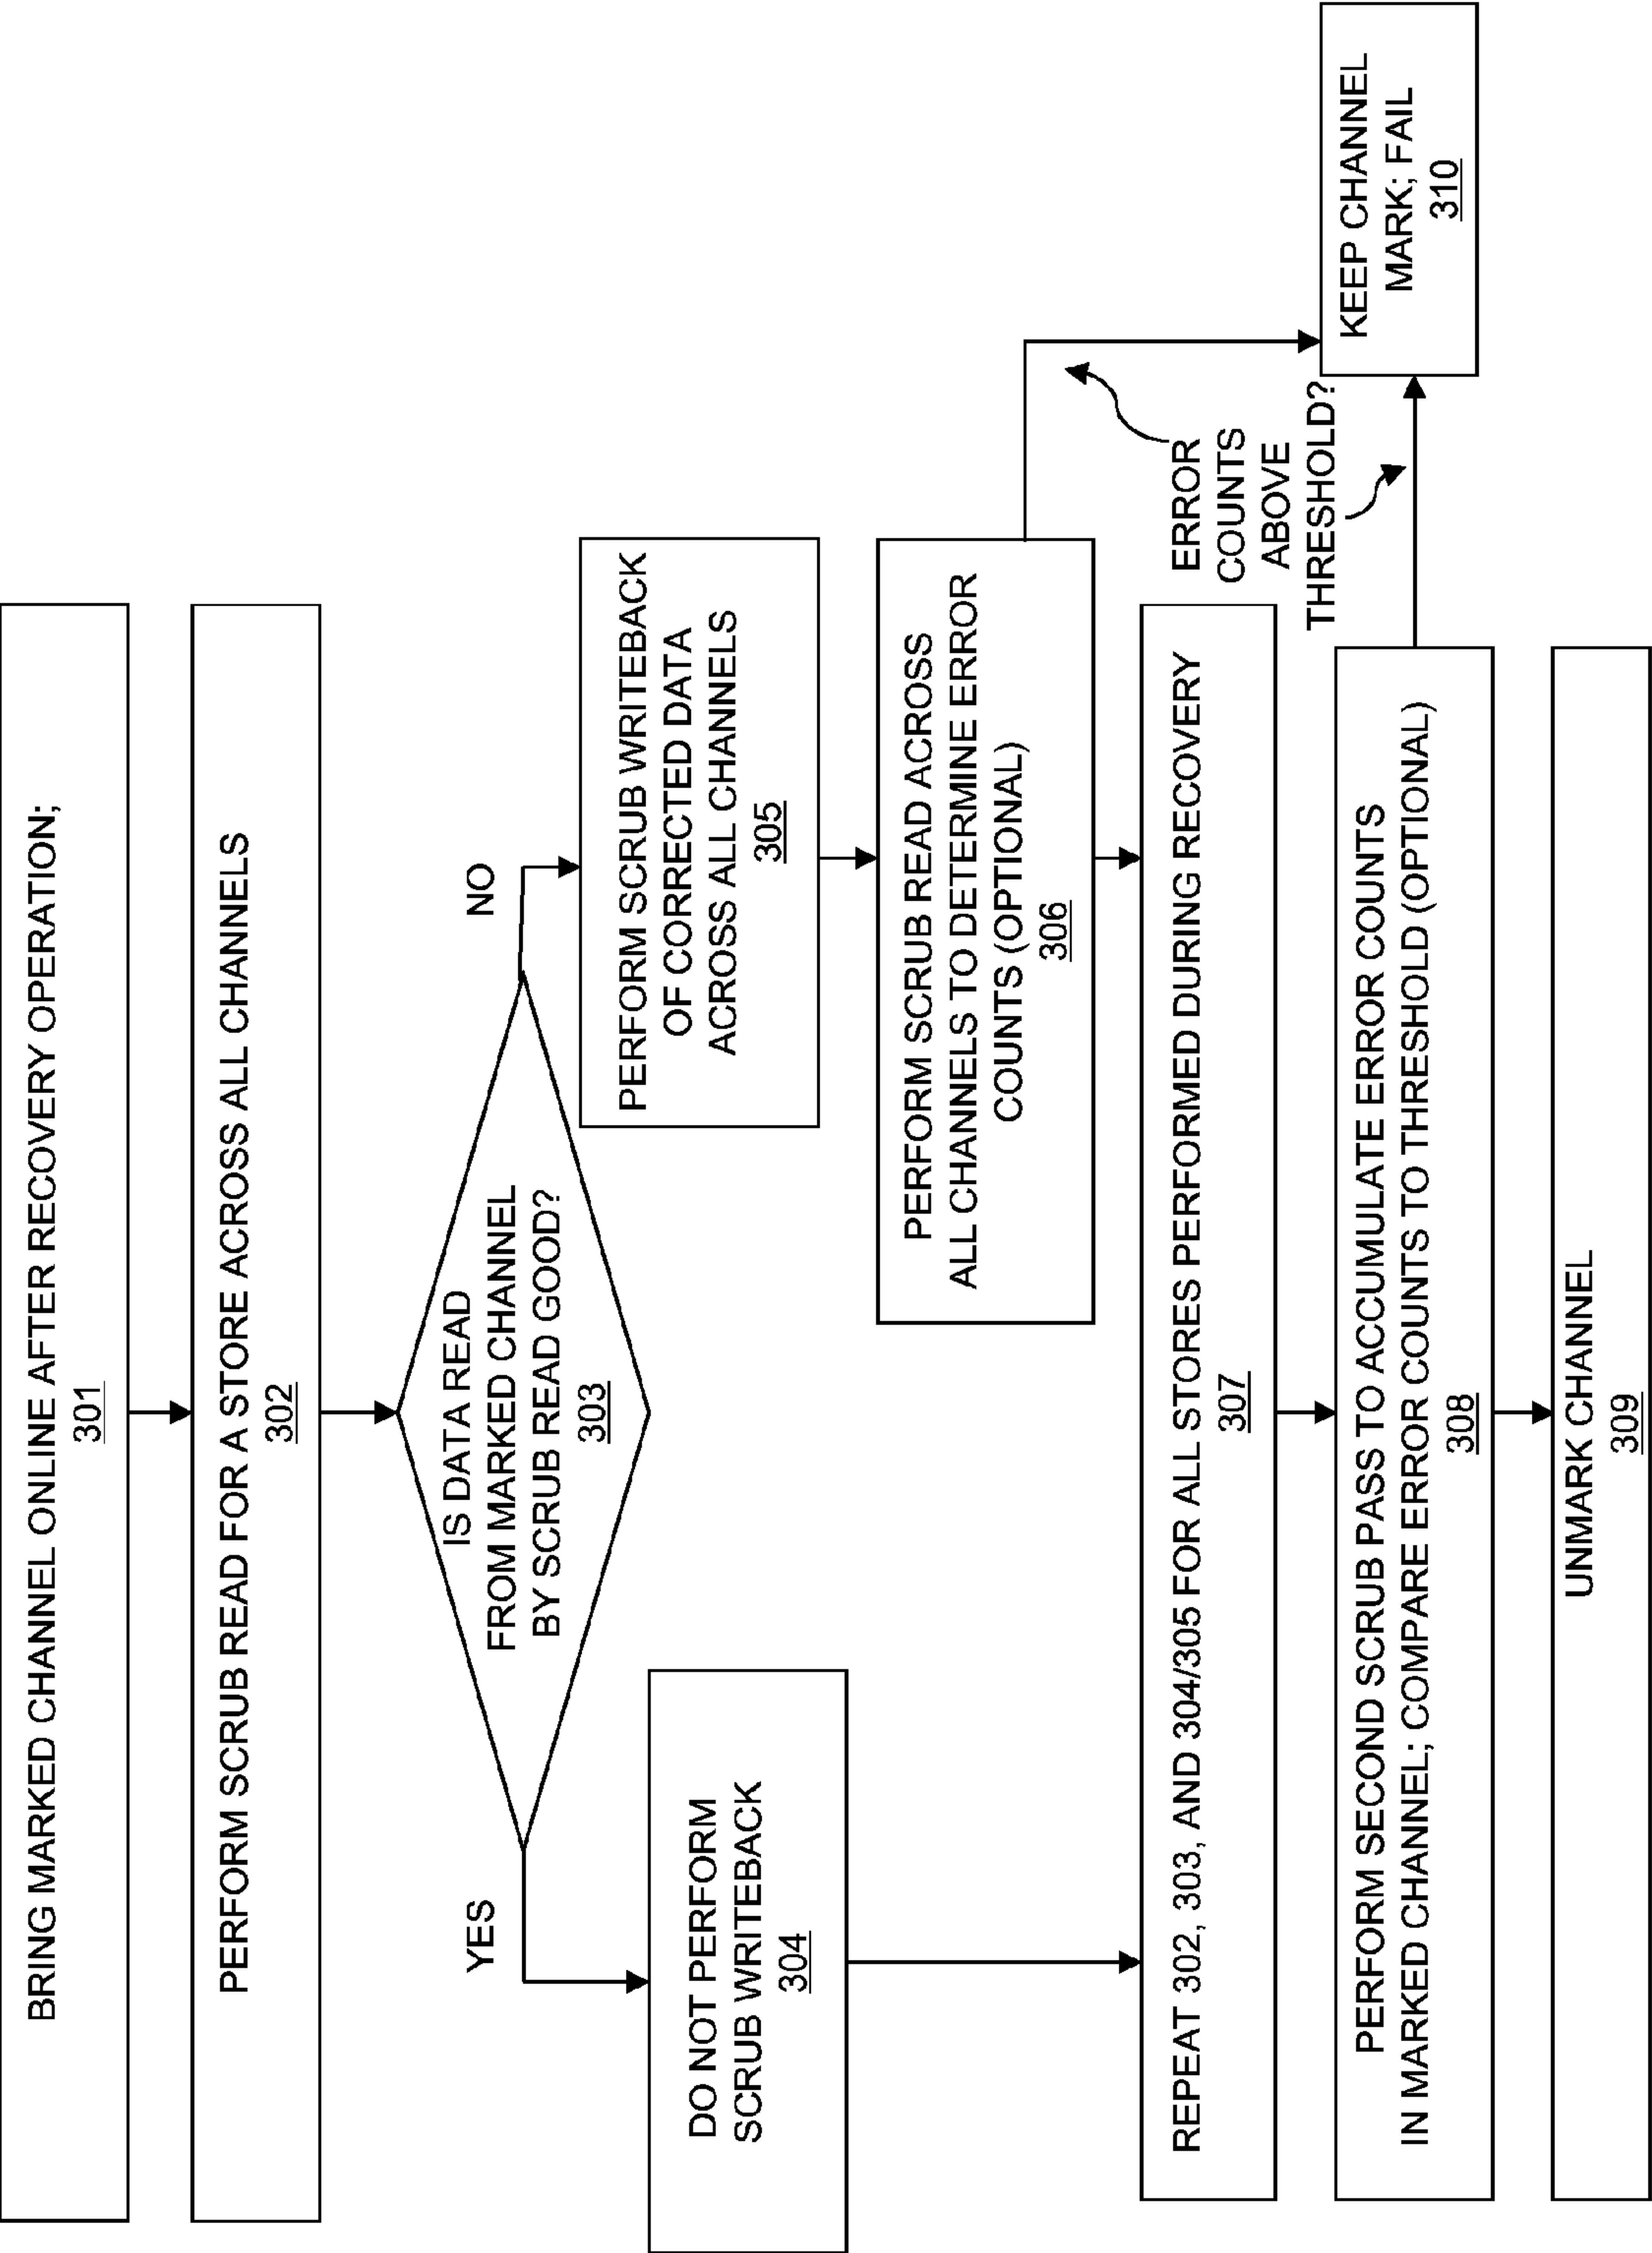 BRING MARKED CHANNEL ONLINE AFTER RECOVERY OPERATION;
301
PERFORM SCRUB READ FOR A STORE ACROSS ALL CHANNELS
302
IS DATA READ
FROM MARKED CHANNEL
BY SCRUB READ GOOD?
303
YES
NO
DO NOT PERFORM
SCRUB WRITEBACK
304
PERFORM SCRUB WRITEBACK
OF CORRECTED DATA
ACROSS ALL CHANNELS
305
PERFORM SCRUB READ ACROSS
ALL CHANNELS TO DETERMINE ERROR
COUNTS (OPTIONAL)
306
REPEAT 302, 303, AND 304/305 FOR ALL STORES PERFORMED DURING RECOVERY
307
ERROR
COUNTS
ABOVE
THRESHOLD?
PERFORM SECOND SCRUB PASS TO ACCUMULATE ERROR COUNTS
IN MARKED CHANNEL; COMPARE ERROR COUNTS TO THRESHOLD (OPTIONAL)
308
KEEP CHANNEL
MARK; FAIL
310
UNMARK CHANNEL
309